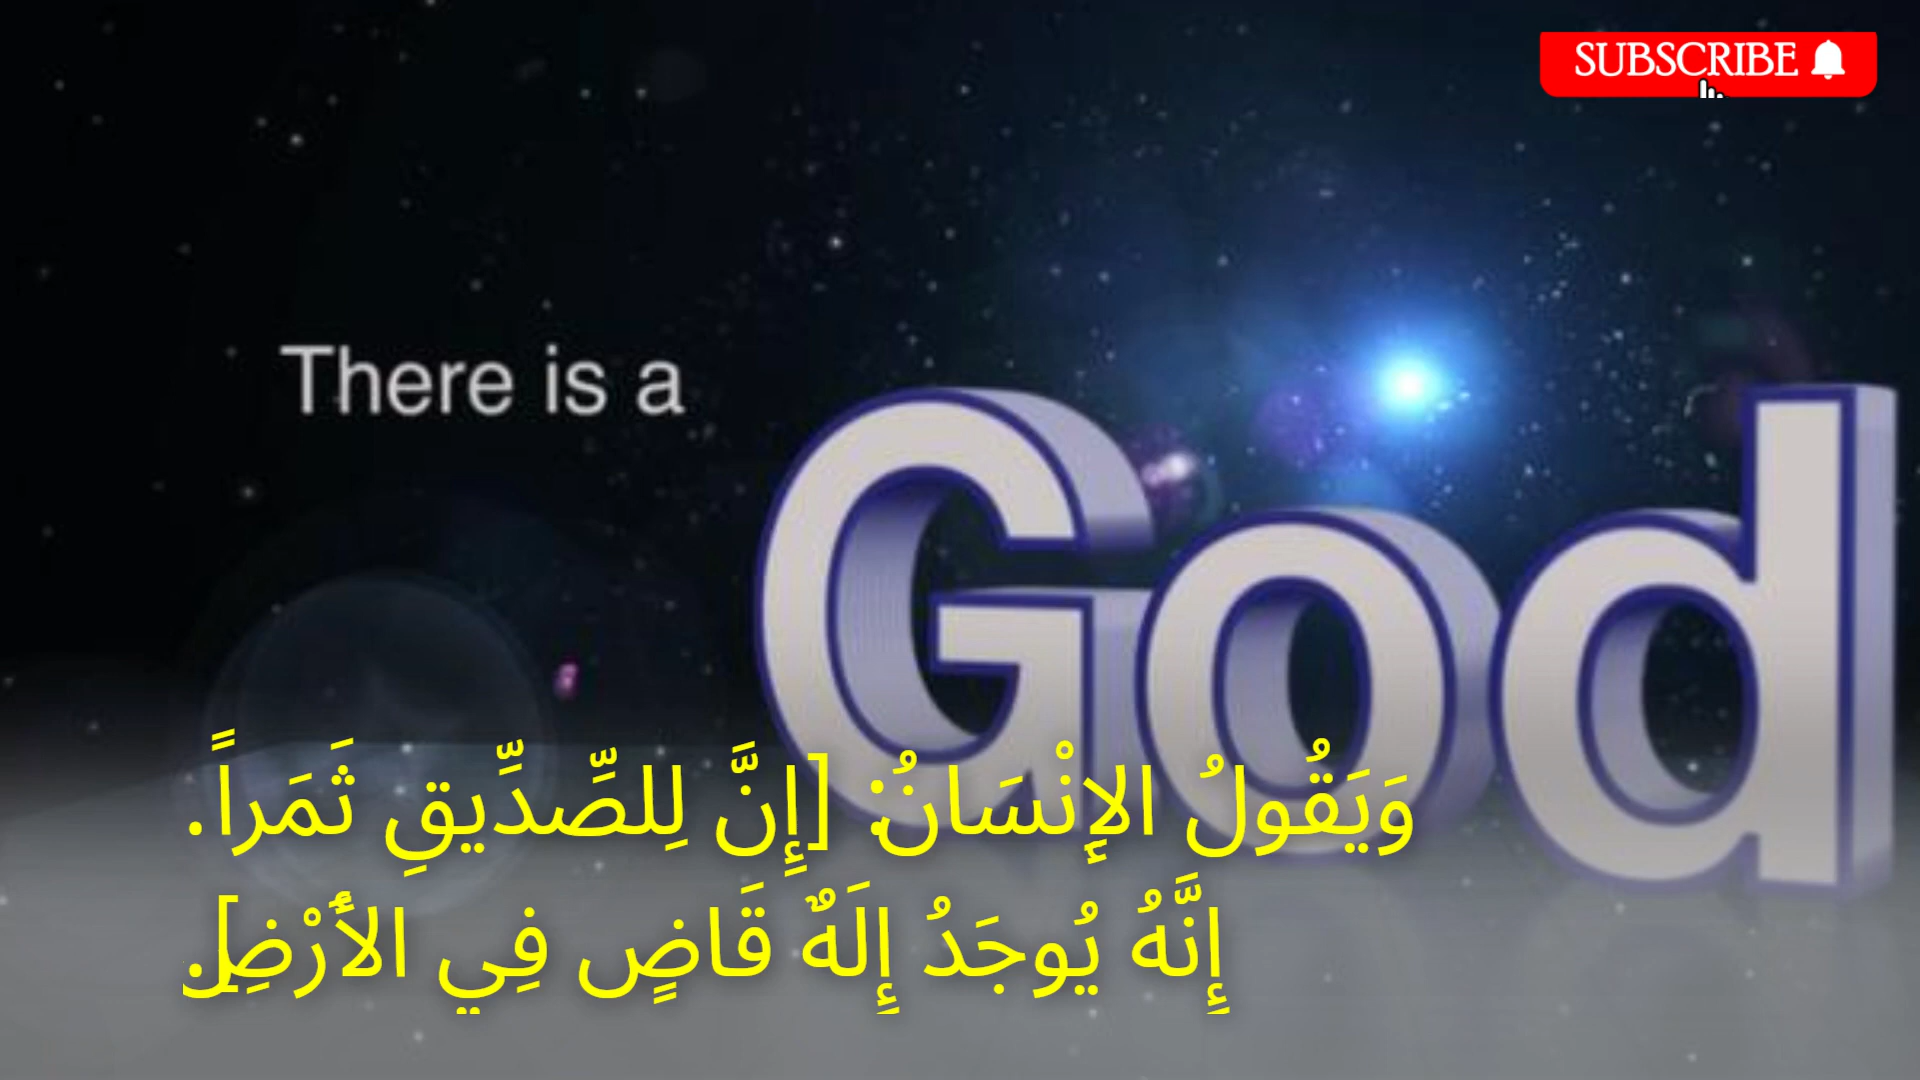 SUBSCRIBE
There is a
God
وَيَقُولُ الإِنْسَانُ: [إِنَّ لِلصِّدِّيقِ ثَمَراً.
إِنَّهُ يُوجَدُ إِلَهٌ قَاضٍ فِي الأَرْضِ].